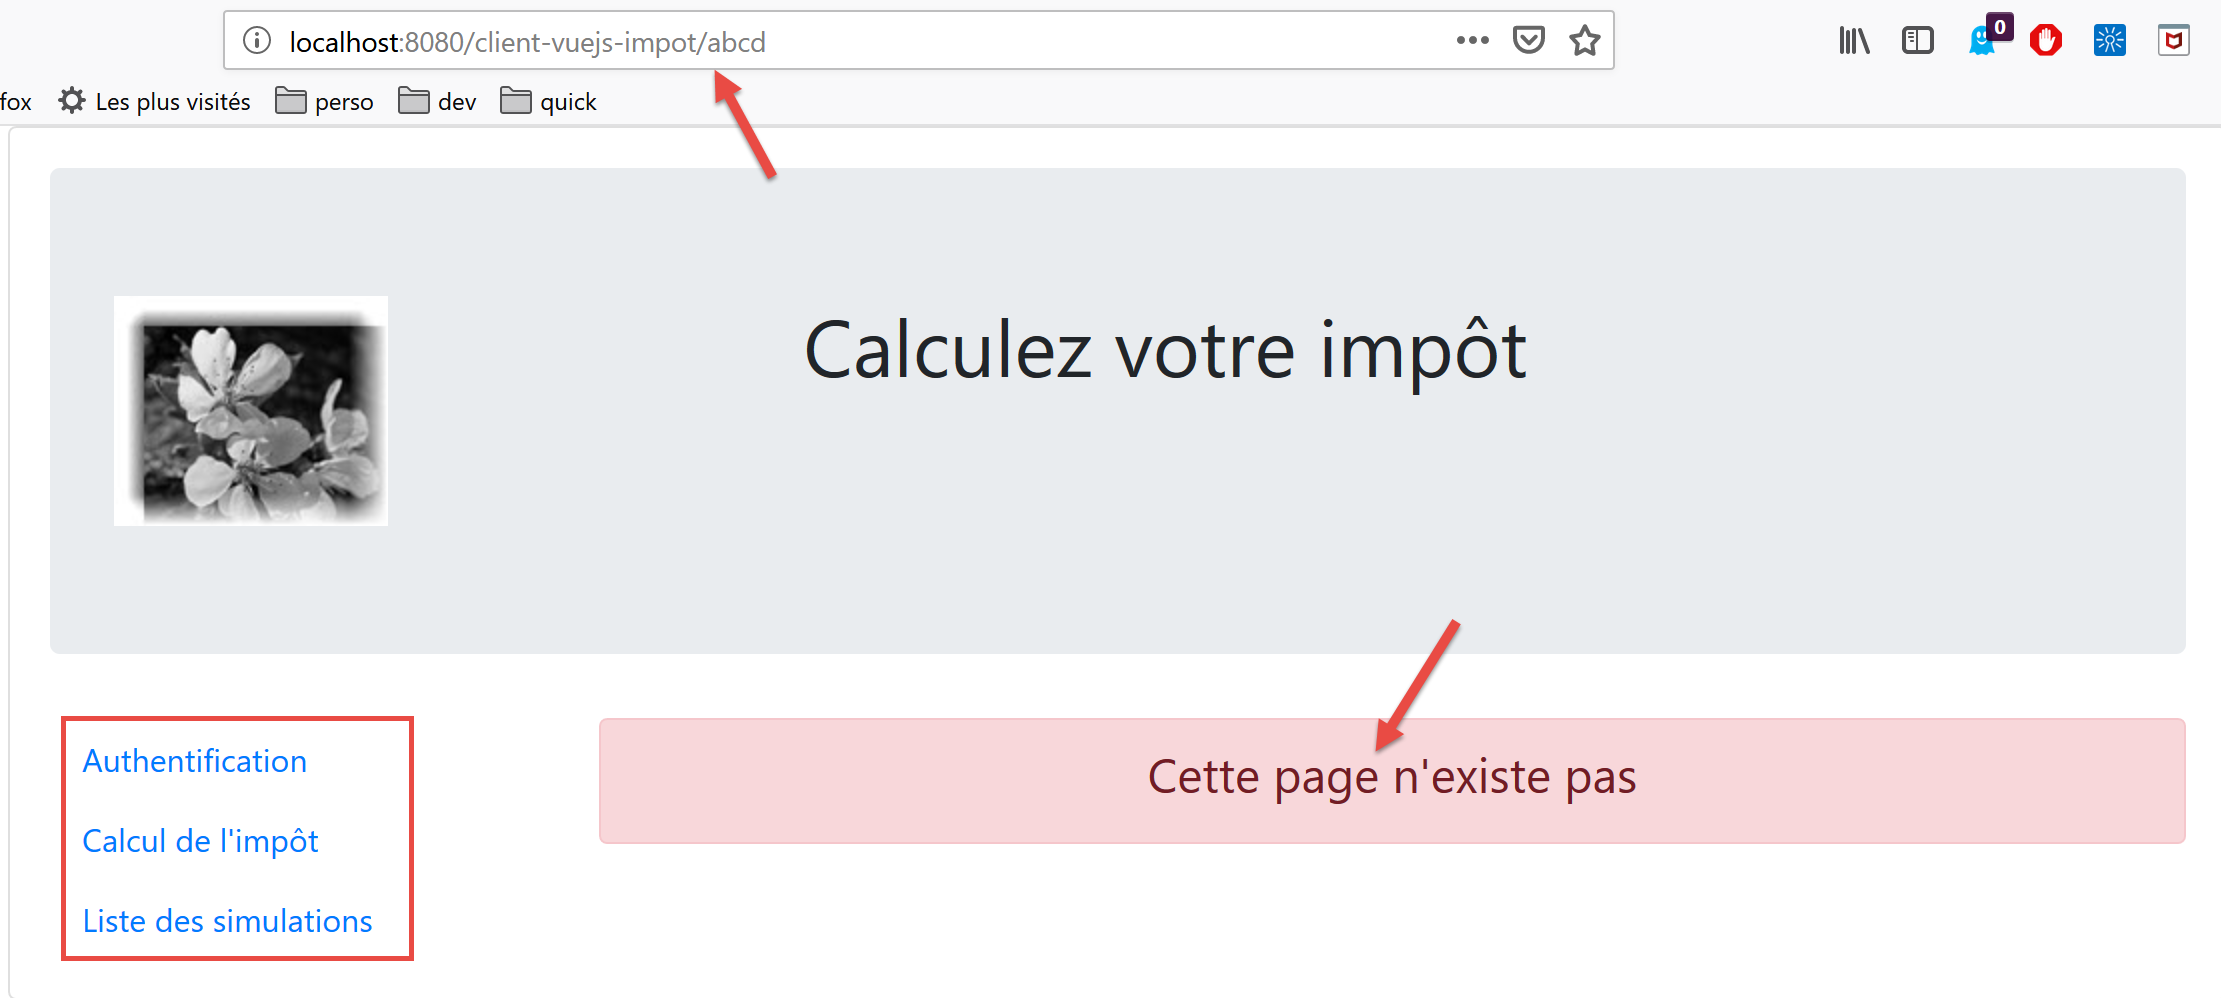 localhost:8080/client-vuejs-impot/abcd
0
fox Les plus visités perso dev quick
Calculez votre impôt
Authentification
Cette page n'existe pas
Calcul de l'impôt
Liste des simulations